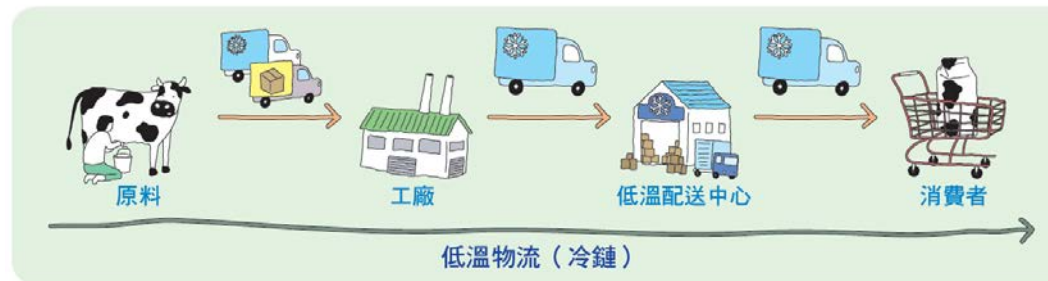 原料
工廠
低溫配送中心
消費者
低溫物流（冷鏈）